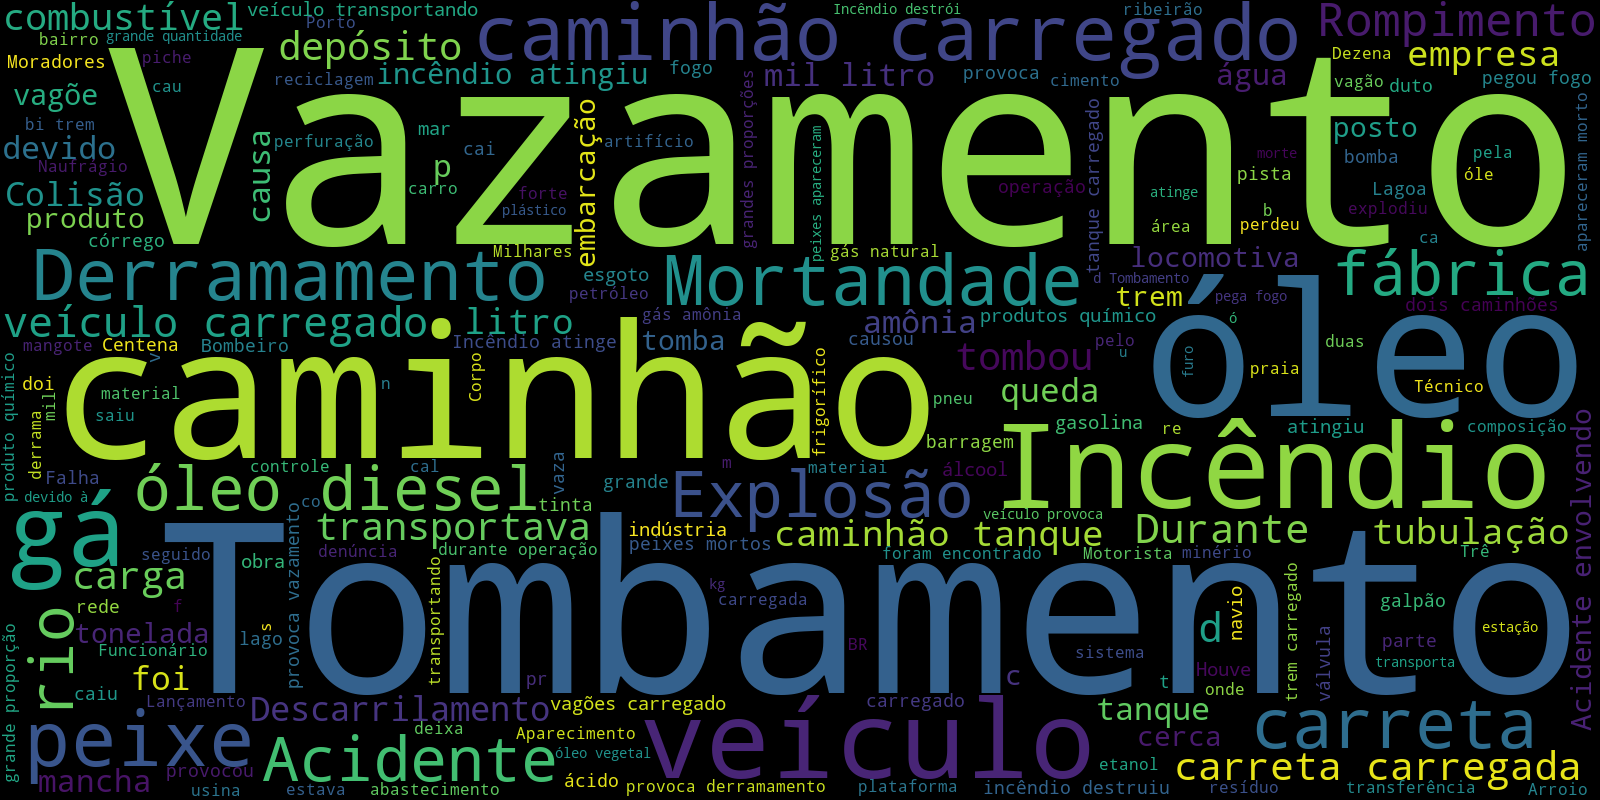 combustível
veículo transportando
Porto
grande quantidade
bairro
Moradores
piche
cau
vagõe
bi trem
devido
Naufrágio
Colisão
produto
córrego
depósito
caminhão carregado
Incêndio destrói
ribeirão
Rompimento
empresa
Dezena
reciclagem
incêndio atingiu
fogo
mil litro
provoca
cimento
água
vagão
duto
pegou fogo
posto
Vazamento
causa
perfuração
mar
p
carro
cai
forte
plástico
Milhares
embarcação
artifício
grandes proporções
peixes apareceram
gás natural
operação
tanque carregado
atinge
área
b
pista
perdeu
morte
bomba
Lagoa
explodiu
ca
pela
óle
apareceram morto
Derramamento
esgoto
petróleo
Mortandade
d
Tombamento
locomotiva
trem
pega fogo
ó
fábrica
dois caminhões
veículo carregado
litro
gás amônia
Incêndio atinge
tomba
amônia
causou
produtos químico
pelo
u
mangote
Centena
v
Bombeiro
produto químico
doi
mil
material
saiu
n
Corpo
caminhão
frigorífico
pneu
tombou
queda
óleo
furo
duas
praia
Técnico
gasolina
re
atingiu
composição
derrama
Falha
controle
cal
vaza
grande
m
materiai
barragem
álcool
Incêndio
devido à
óleo diesel
co
tinta
Explosão
veículo provoca
gá
transportava
indústria
peixes mortos
caminhão tanque
Durante
tubulação
Acidente envolvendo
seguido
obra
provoca vazamento
denúncia
durante operação
foram encontrado
Motorista
minério
Trê
carga
rede
f
tonelada
Funcionário
s
lago
Tombamento
transportando
kg
carregada
BR
sistema
d
navio
Houve
onde
trem carregado
válvula
galpão
parte
transporta
estação
rio
foi
caiu
Lançamento
pr
c
t
grande proporção
peixe
mancha
provocou
usina
Descarrilamento
deixa
Acidente
estava
abastecimento
vagões carregado
Aparecimento
óleo vegetal
ácido
provoca derramamento
veículo
carregado
plataforma
incêndio destruiu
tanque
cerca
etanol
resíduo
carreta
carreta carregada
transferência
Arroio